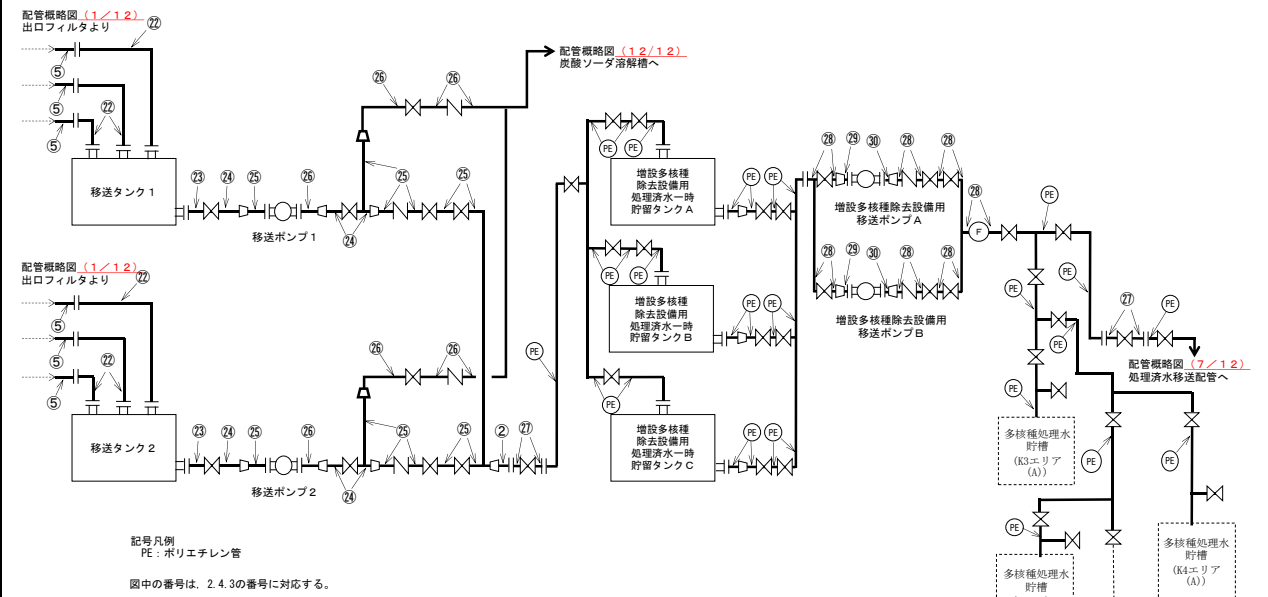 配管概略図（1／12）
出口フィルタより
㉒
⑤
⑤
㉒
⑤
移送タンク１
㉓
㉔
㉕
㉖
移送ポンプ１
㉔
㉕
㉕
㉕
㉖
㉖
配管概略図（12/12）
炭酸ソーダ溶解槽へ
配管概略図（1／12）
出口フィルタより
㉒
⑤
⑤
㉒
⑤
移送タンク２
㉓
㉔
㉕
㉖
移送ポンプ２
㉔
㉕
㉕
㉕
㉖
㉖
②
㉗
PE
PE
PE
増設多核種
除去設備用
処理済水一時
貯留タンクＡ
PE
PE
PE
PE
増設多核種
除去設備用
処理済水一時
貯留タンクＢ
PE
PE
PE
増設多核種
除去設備用
処理済水一時
貯留タンクＣ
PE
PE
㉘
㉙
㉚
㉘
㉘
増設多核種除去設備用
移送ポンプＡ
㉘
㉙
㉚
㉘
㉘
増設多核種除去設備用
移送ポンプＢ
㉘
F
PE
PE
PE
PE
㉗
PE
配管概略図（7／12）
処理済水移送配管へ
PE
多核種処理水
貯槽
(K3エリア
(A))
PE
PE
PE
多核種処理水
貯槽
多核種処理水
貯槽
(K4エリア
(A))
記号凡例
PE：ポリエチレン管
図中の番号は，2.4.3の番号に対応する。